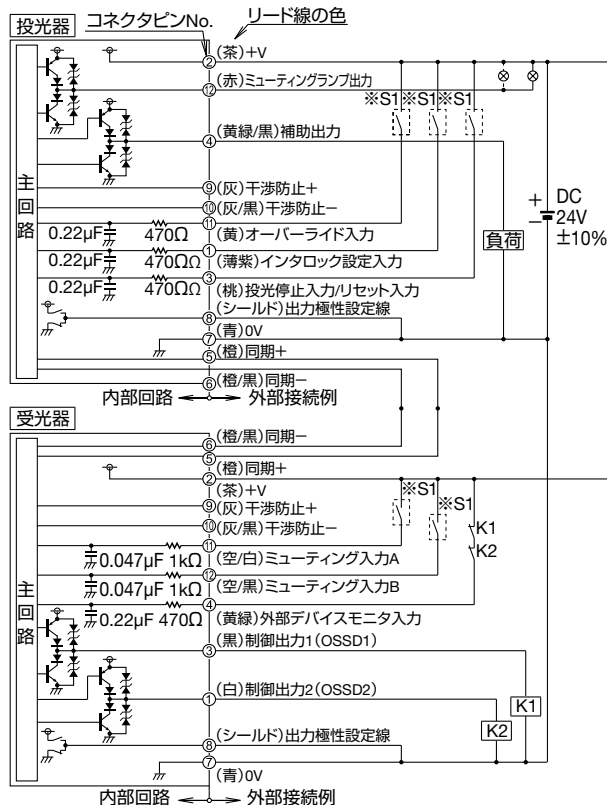 投光器
コネクタピンNo.
リード線の色
主回路
② (茶)+V
⑫ (赤)ミューティングランプ出力
※S1※S1※S1
④ (黄緑/黒)補助出力
⑨(灰)干渉防止+
⑩(灰/黒)干渉防止−
⑪
0.22μF 470Ω (黄)オーバーライド入力
①
0.22μF 470Ω (薄紫)インタロック設定入力
③
0.22μF 470ΩΩ (桃)投光停止入力/リセット入力
(シールド)出力極性設定線
⑧
(青)0V
⑦
⑤(橙)同期+
⑥(橙/黒)同期−
負荷
+
−
DC
24V
±10%
内部回路 外部接続例
受光器
主回路
⑥(橙/黒)同期−
⑤
(橙)同期+
②
(茶)+V
※S1
※S1
⑨(灰)干渉防止+
⑩(灰/黒)干渉防止−
K1
K2
⑪
0.047μF 1kΩ (空/白)ミューティング入力A
⑫
0.047μF 1kΩ (空/黒)ミューティング入力B
④
0.22μF 470Ω (黄緑)外部デバイスモニタ入力
(黒)制御出力1(OSSD1)
③
(白)制御出力2(OSSD2)
①
K1
K2
(シールド)出力極性設定線
⑧
⑦
(青)0V
内部回路 外部接続例